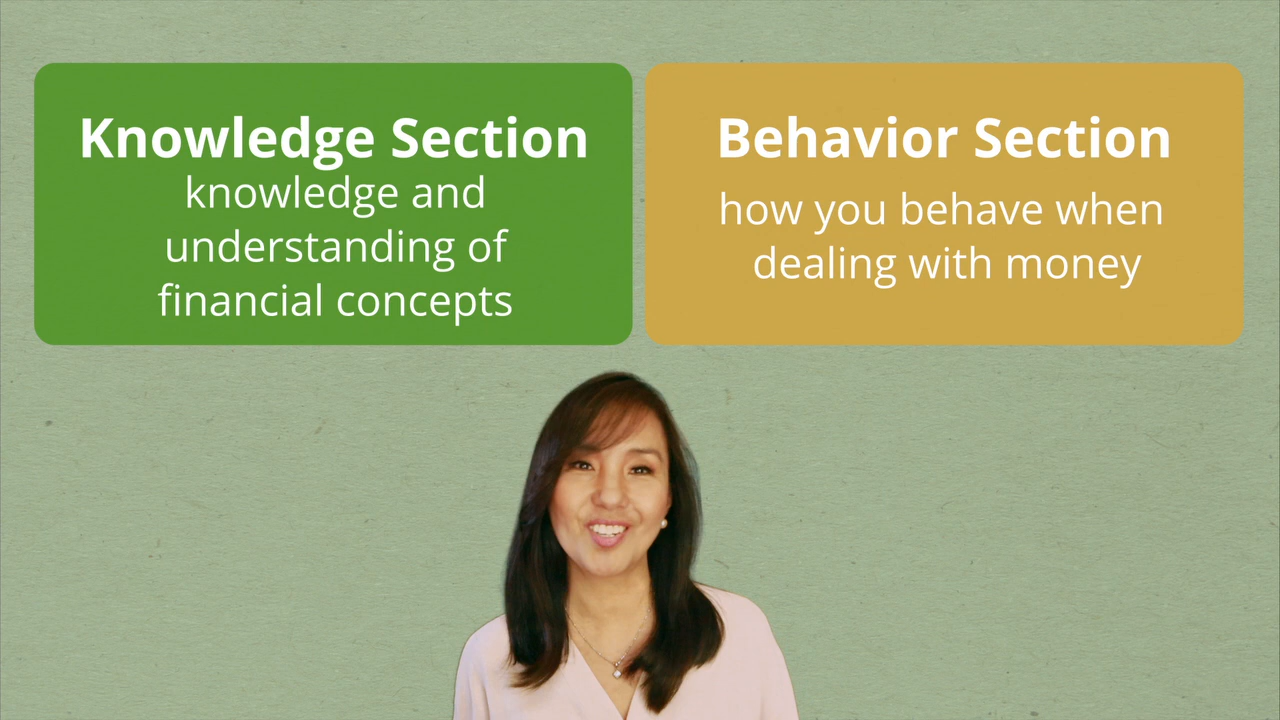 Knowledge Section
knowledge and
understanding of
financial concepts
Behavior Section
how you behave when
dealing with money